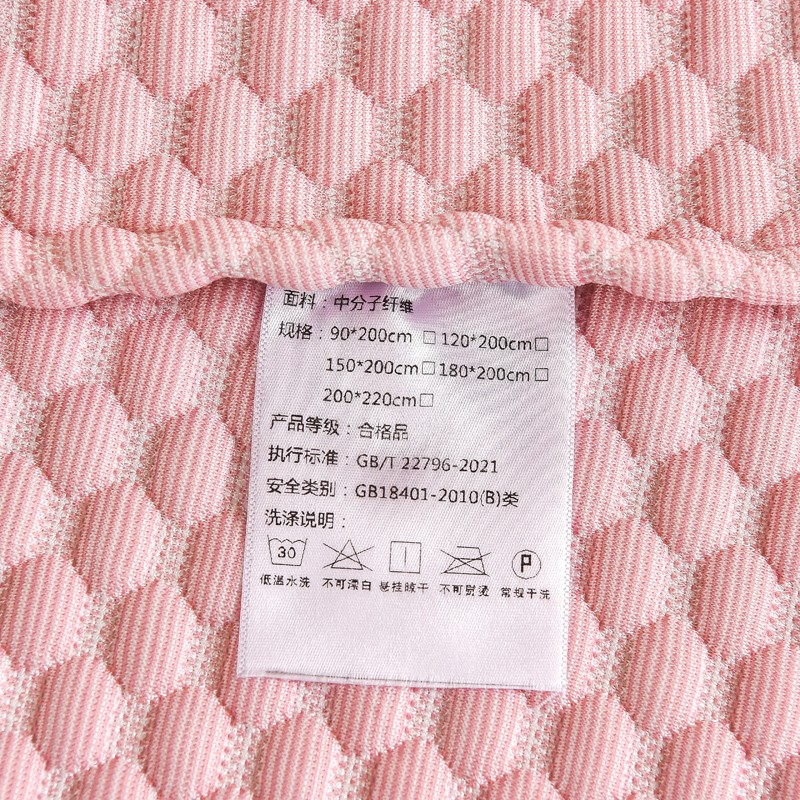 面料：中分子纤维
规格：90*200cm □ 120*200cm□
150*200cm□ 180*200cm□
200*220cm□
产品等级：合格品
执行标准：GB/T 22796-2021
安全类别：GB18401-2010(B)类
洗涤说明：
30 P
低温水洗 不可漂白 悬挂晾干 不可熨烫 常规干洗